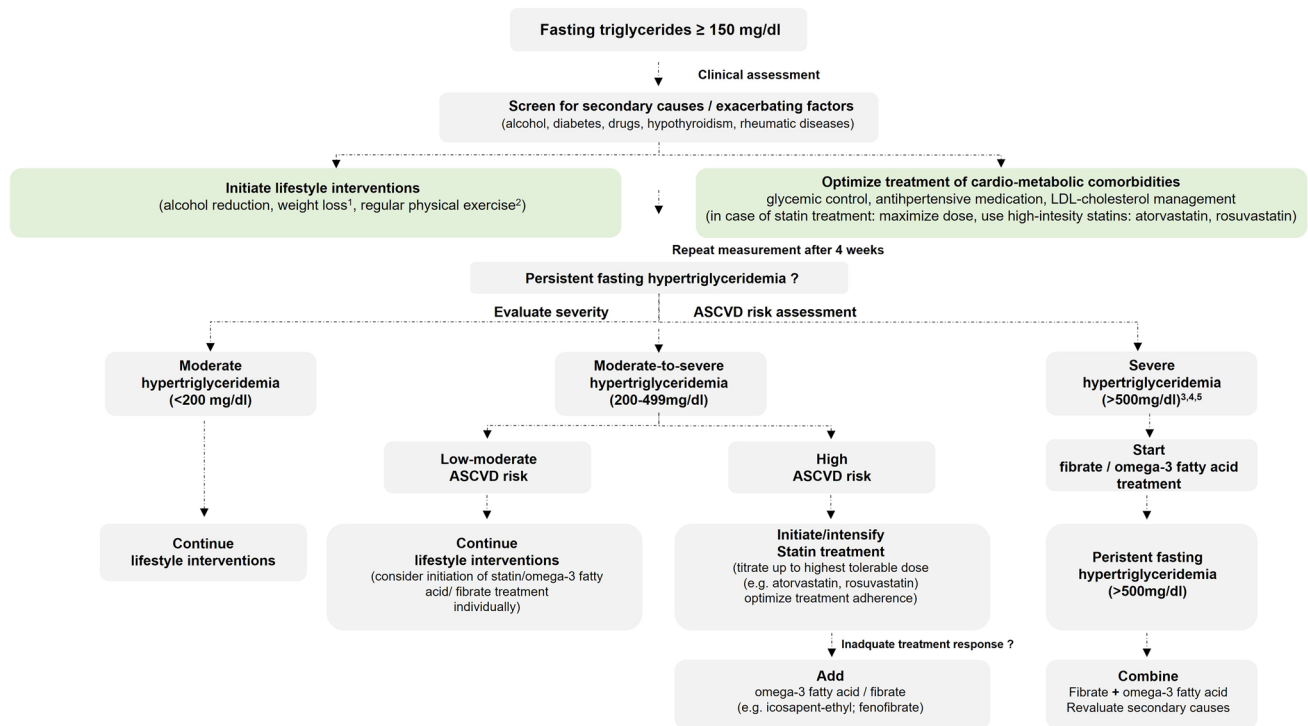 Fasting triglycerides ≥ 150 mg/dl
Clinical assessment
Screen for secondary causes / exacerbating factors
(alcohol, diabetes, drugs, hypothyroidism, rheumatic diseases)
Initiate lifestyle interventions
(alcohol reduction, weight loss¹, regular physical exercise²)
Optimize treatment of cardio-metabolic comorbidities
glycemic control, antihpertensive medication, LDL-cholesterol management
(in case of statin treatment: maximize dose, use high-intesity statins: atorvastatin, rosuvastatin)
Repeat measurement after 4 weeks
Persistent fasting hypertriglyceridemia ?
Evaluate severity
ASCVD risk assessment
Moderate
hypertriglyceridemia
(<200 mg/dl)
Moderate-to-severe
hypertriglyceridemia
(200-499mg/dl)
Severe
hypertriglyceridemia
(>500mg/dl)³,⁴,⁵
Low-moderate
ASCVD risk
High
ASCVD risk
Start
fibrate / omega-3 fatty acid
treatment
Continue
lifestyle interventions
Continue
lifestyle interventions
(consider initiation of statin/omega-3 fatty
acid/ fibrate treatment
individually)
Initiate/intensify
Statin treatment
(titrate up to highest tolerable dose
(e.g. atorvastatin, rosuvastatin)
optimize treatment adherence)
Peristent fasting
hypertriglyceridemia
(>500mg/dl)
Inadquate treatment response ?
Add
omega-3 fatty acid / fibrate
(e.g. icosapent-ethyl; fenofibrate)
Combine
Fibrate + omega-3 fatty acid
Revaluate secondary causes